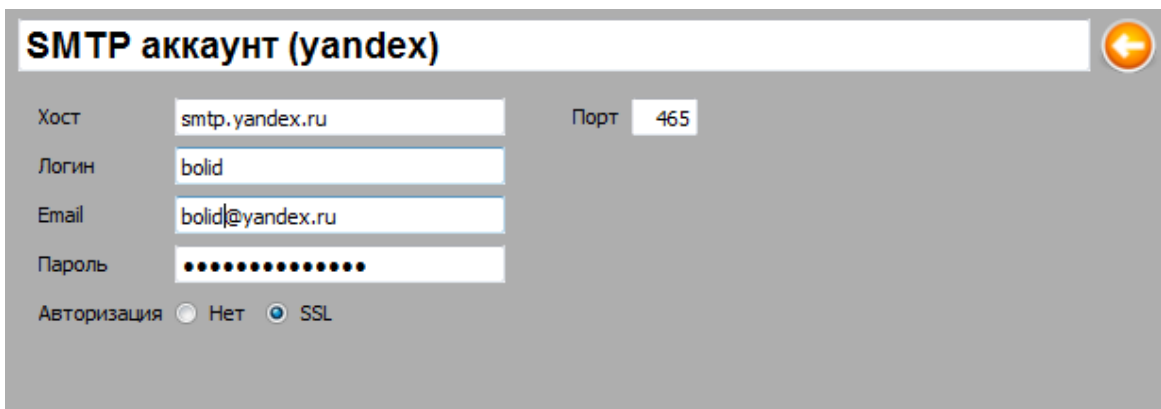 SMTP аккаунт (yandex)
Хост smtp.yandex.ru Порт 465
Логин bolid
Email bolid@yandex.ru
Пароль ••••••••••••••
Авторизация Нет SSL